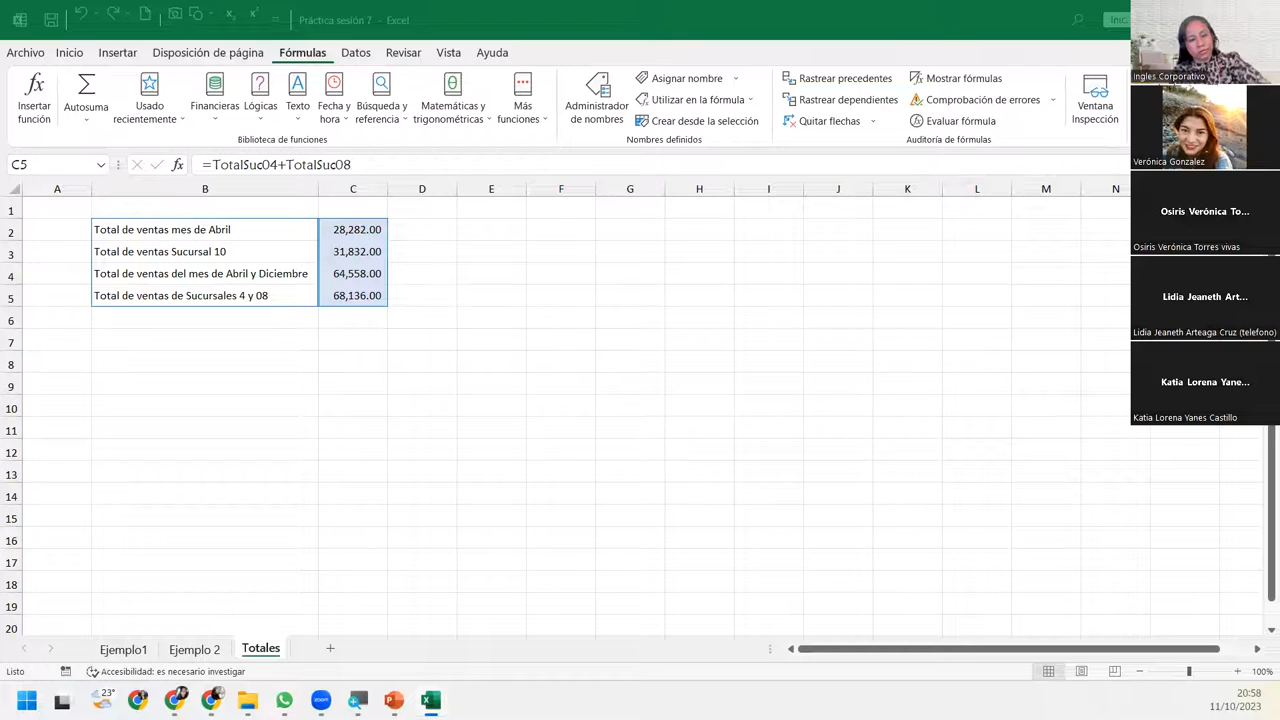 Práctica sesión 7 - Excel
Inic
Archivo Inicio Insertar Disposición de página Fórmulas Datos Revisar Vista Ayuda
Insertar función
Autosuma
Usado recientemente
Financieras
Lógicas
Texto
Fecha y hora
Búsqueda y referencia
Matemáticas y trigonométricas
Más funciones
Biblioteca de funciones
Administrador de nombres
Asignar nombre
Utilizar en la fórmula
Crear desde la selección
Nombres definidos
Rastrear precedentes
Rastrear dependientes
Quitar flechas
Mostrar fórmulas
Comprobación de errores
Evaluar fórmula
Auditoría de fórmulas
Ventana Inspección
C5 fx =TotalSuc04+TotalSuc08
A B C D E F G H I J K L M N
1
2 Total de ventas mes de Abril 28,282.00
3 Total de ventas Sucursal 10 31,832.00
4 Total de ventas del mes de Abril y Diciembre 64,558.00
5 Total de ventas de Sucursales 4 y 08 68,136.00
6
7
8
9
10
11
12
13
14
15
16
17
18
19
20
Ingles Corporativo
Verónica Gonzalez
Osiris Verónica To...
Osiris Verónica Torres vivas
Lidia Jeaneth Art...
Lidia Jeaneth Arteaga Cruz (telefono)
Katia Lorena Yane...
Katia Lorena Yanes Castillo
Ejemplo1 Ejemplo 2 Totales
Listo Accesibilidad: es necesario investigar 100%
23°
zoom
20:58
11/10/2023